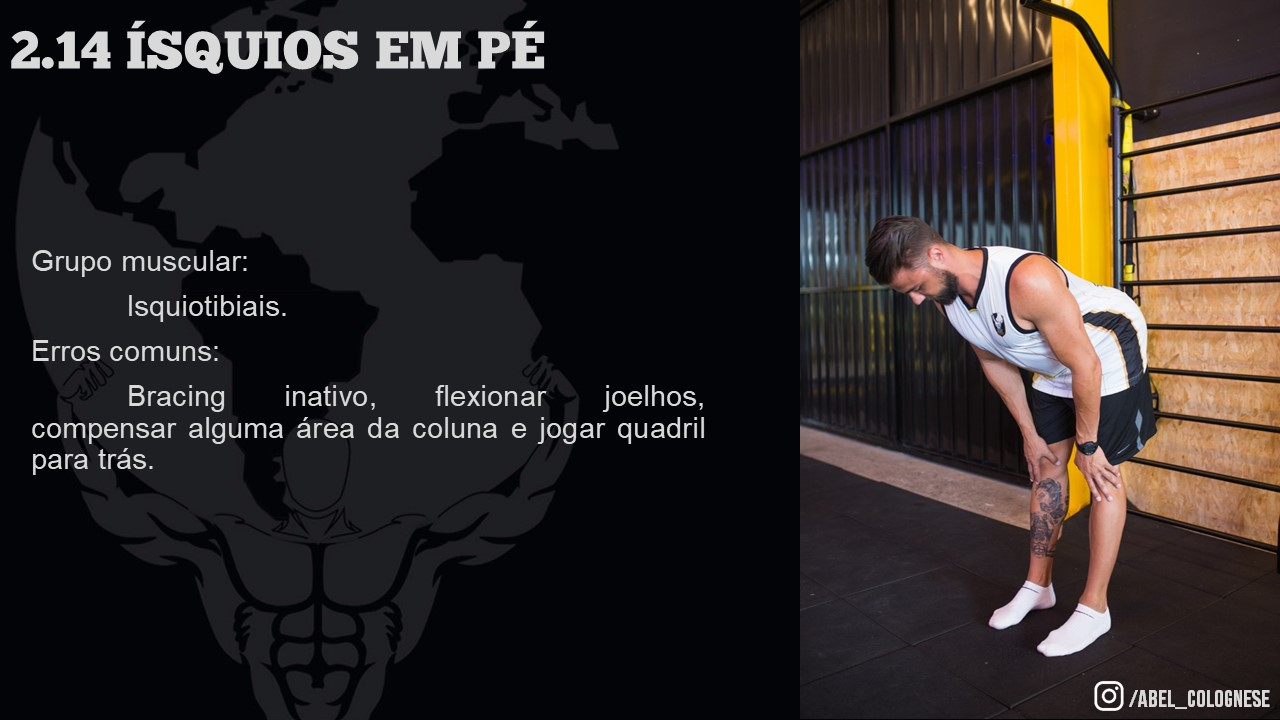 2.14 ÍSQUIOS EM PÉ
Grupo muscular:
Isquiotibiais.
Erros comuns:
Bracing inativo, flexionar joelhos,
compensar alguma área da coluna e jogar quadril
para trás.
/ABEL_COLOGNESE